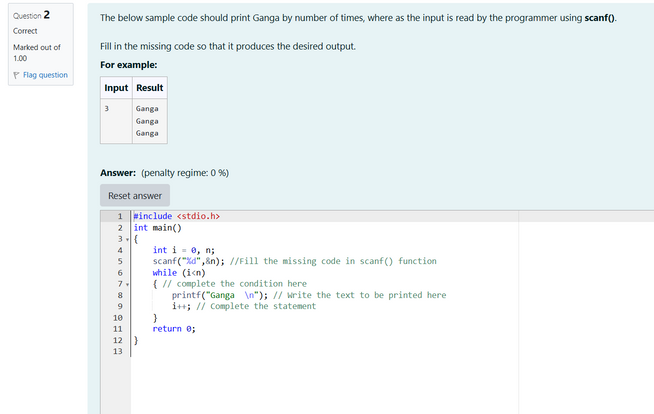 Question 2
Correct
Marked out of
1.00
Flag question
The below sample code should print Ganga by number of times, where as the input is read by the programmer using scanf().
Fill in the missing code so that it produces the desired output.
For example:
Input Result
3 Ganga
Ganga
Ganga
Answer: (penalty regime: 0 %)
Reset answer
1 #include <stdio.h>
2 int main()
3 {
4 int i = 0, n;
5 scanf("%d",&n); //Fill the missing code in scanf() function
6 while (i<n)
7 { // complete the condition here
8 printf("Ganga  \n"); // Write the text to be printed here
9 i++; // Complete the statement
10 }
11 return 0;
12 }
13